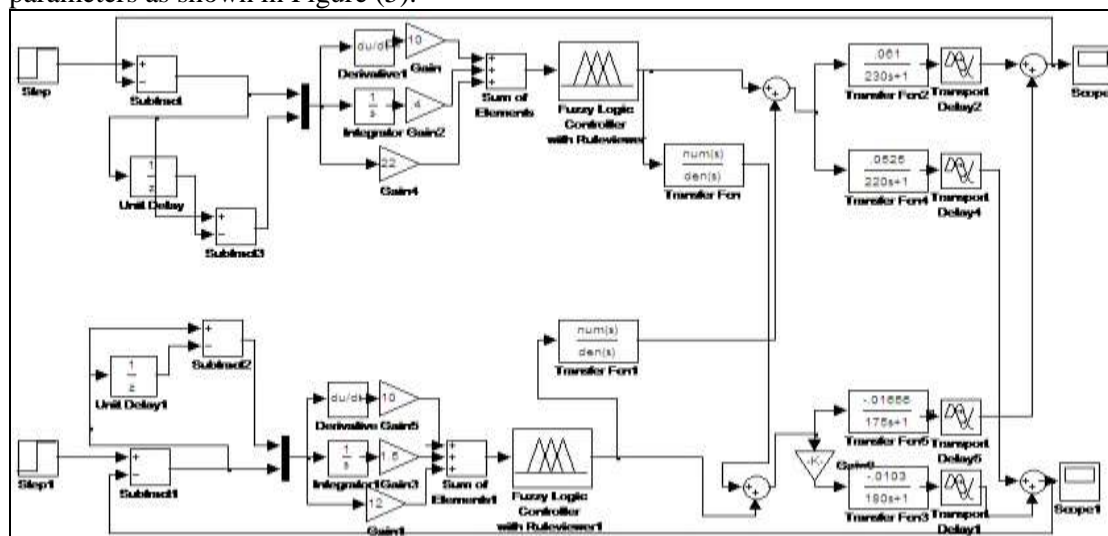 parameters as shown in Figure (5).
Step
Subtract
Unit Delay
Subtract3
du/dt
Derivative1
10
Gain
1
s
Integrator
.4
Gain2
22
Gain4
Sum of
Elements
Fuzzy Logic
Controller
with Ruleviewer
num(s)
den(s)
Transfer Fcn
.061
230s+1
Transfer Fcn2
Transport
Delay2
Scope
.0525
220s+1
Transfer Fcn4
Transport
Delay4
Subtract2
1
z
Unit Delay1
Step1
Subtract1
du/dt
Derivative
10
Gain5
1
s
Integrator1
1.5
Gain3
12
Gain1
Sum of
Elements1
Fuzzy Logic
Controller
with Ruleviewer1
num(s)
den(s)
Transfer Fcn1
-K-
175s+1
Transfer Fcn5
Transport
Delay5
-.0103
190s+1
Transfer Fcn3
Transport
Delay1
Scope1